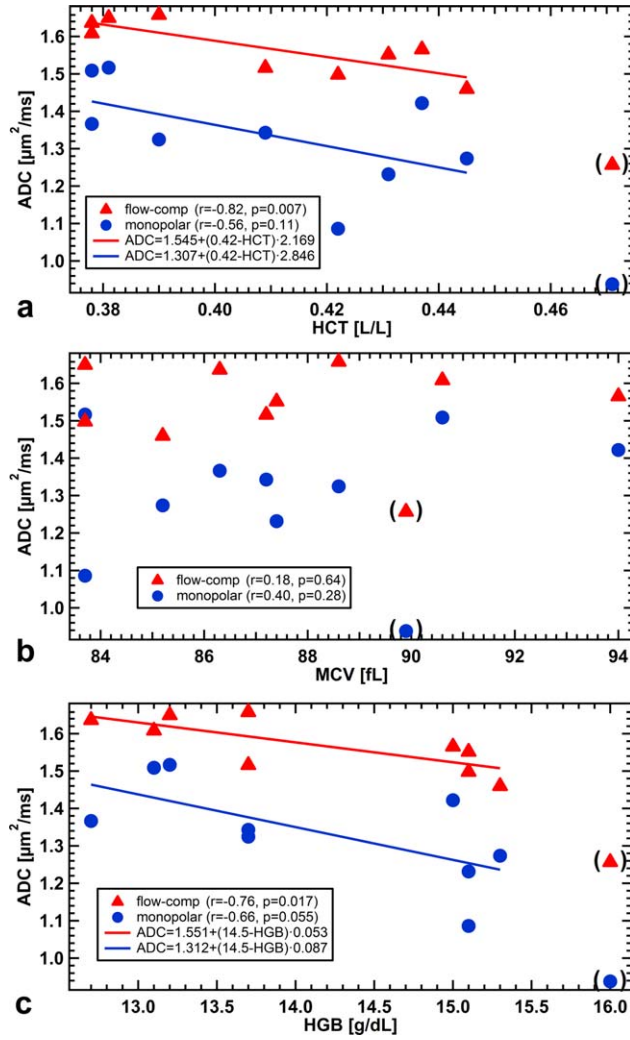 1.6
1.5
1.4
1.3
1.2
1.1
1.0
ADC [µm²/ms]
flow-comp (r=-0.82, p=0.007)
monopolar (r=-0.56, p=0.11)
ADC=1.545+(0.42-HCT)·2.169
ADC=1.307+(0.42-HCT)·2.846
( )
( )
0.38 0.40 0.42 0.44 0.46
a
HCT [L/L]
1.6
1.5
1.4
1.3
1.2
1.1
1.0
ADC [µm²/ms]
( )
flow-comp (r=0.18, p=0.64)
monopolar (r=0.40, p=0.28)
( )
84 86 88 90 92 94
b
MCV [fL]
1.6
1.5
1.4
1.3
1.2
1.1
1.0
ADC [µm²/ms]
( )
flow-comp (r=-0.76, p=0.017)
monopolar (r=-0.66, p=0.055)
ADC=1.551+(14.5-HGB)·0.053
ADC=1.312+(14.5-HGB)·0.087
( )
13.0 13.5 14.0 14.5 15.0 15.5 16.0
c
HGB [g/dL]